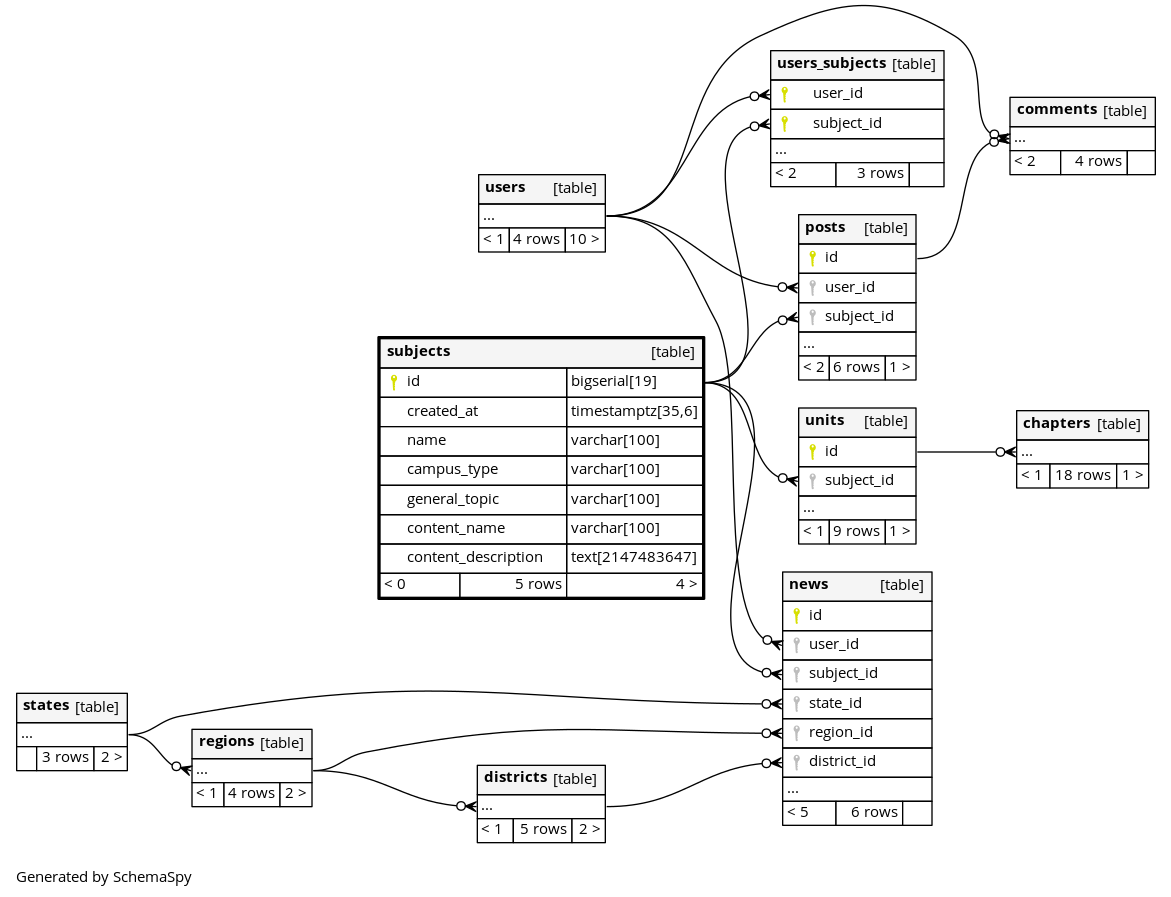 users_subjects [table]
user_id
subject_id
...
< 2 3 rows
comments [table]
...
< 2 4 rows
users [table]
...
< 1 4 rows 10 >
posts [table]
id
user_id
subject_id
...
< 2 6 rows 1 >
subjects [table]
id bigserial[19]
created_at timestamptz[35,6]
name varchar[100]
campus_type varchar[100]
general_topic varchar[100]
content_name varchar[100]
content_description text[2147483647]
< 0 5 rows 4 >
units [table]
id
subject_id
...
< 1 9 rows 1 >
chapters [table]
...
< 1 18 rows 1 >
news [table]
id
user_id
subject_id
state_id
region_id
district_id
...
< 5 6 rows
states [table]
...
3 rows 2 >
regions [table]
...
< 1 4 rows 2 >
districts [table]
...
< 1 5 rows 2 >
Generated by SchemaSpy